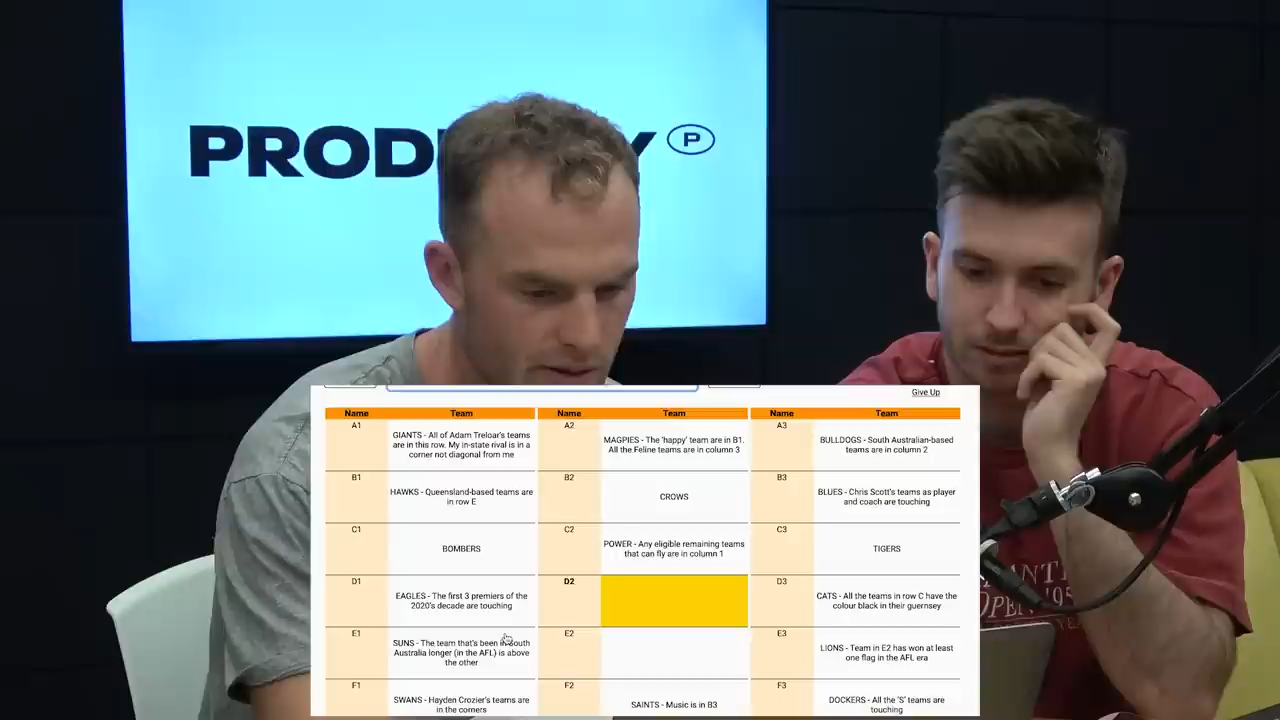 PROD Y P
Give Up
Name Team Name Team Name Team
A1
GIANTS - All of Adam Treloar's teams
are in this row. My in-state rival is in a
corner not diagonal from me
A2
MAGPIES - The 'happy' team are in B1.
All the Feline teams are in column 3
A3
BULLDOGS - South Australian-based
teams are in column 2
B1
HAWKS - Queensland-based teams are
in row E
B2
CROWS
B3
BLUES - Chris Scott's teams as player
and coach are touching
C1
BOMBERS
C2
POWER - Any eligible remaining teams
that can fly are in column 1
C3
TIGERS
D1
EAGLES - The first 3 premiers of the
2020's decade are touching
D2
D3
CATS - All the teams in row C have the
colour black in their guernsey
E1
SUNS - The team that's been in South
Australia longer (in the AFL) is above
the other
E2
E3
LIONS - Team in E2 has won at least
one flag in the AFL era
F1
SWANS - Hayden Crozier's teams are
in the corners
F2
SAINTS - Music is in B3
F3
DOCKERS - All the 'S' teams are
touching
OPEN '95